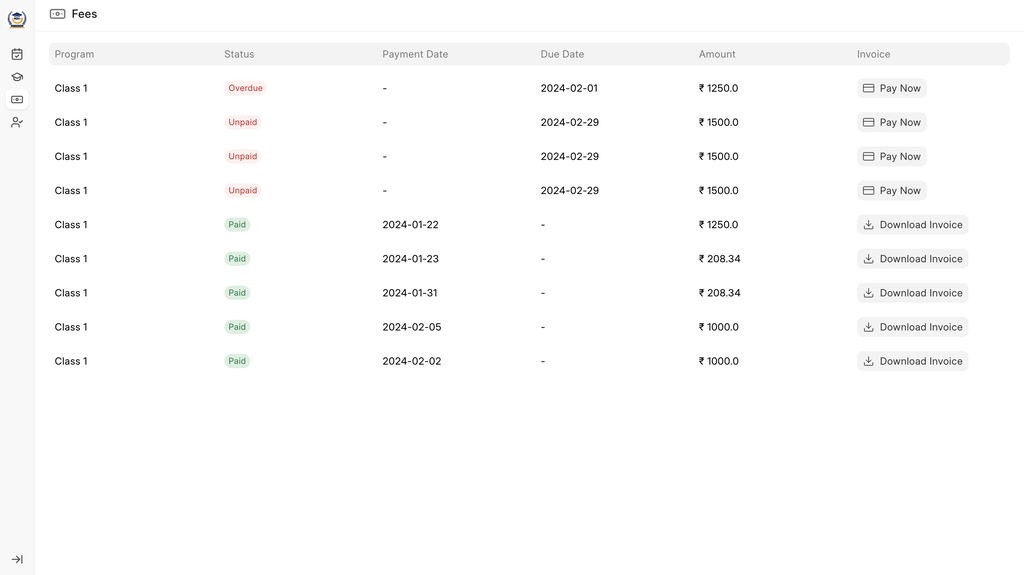 Fees
Program Status Payment Date Due Date Amount Invoice
Class 1 Overdue - 2024-02-01 ₹ 1250.0 Pay Now
Class 1 Unpaid - 2024-02-29 ₹ 1500.0 Pay Now
Class 1 Unpaid - 2024-02-29 ₹ 1500.0 Pay Now
Class 1 Unpaid - 2024-02-29 ₹ 1500.0 Pay Now
Class 1 Paid 2024-01-22 - ₹ 1250.0 Download Invoice
Class 1 Paid 2024-01-23 - ₹ 208.34 Download Invoice
Class 1 Paid 2024-01-31 - ₹ 208.34 Download Invoice
Class 1 Paid 2024-02-05 - ₹ 1000.0 Download Invoice
Class 1 Paid 2024-02-02 - ₹ 1000.0 Download Invoice